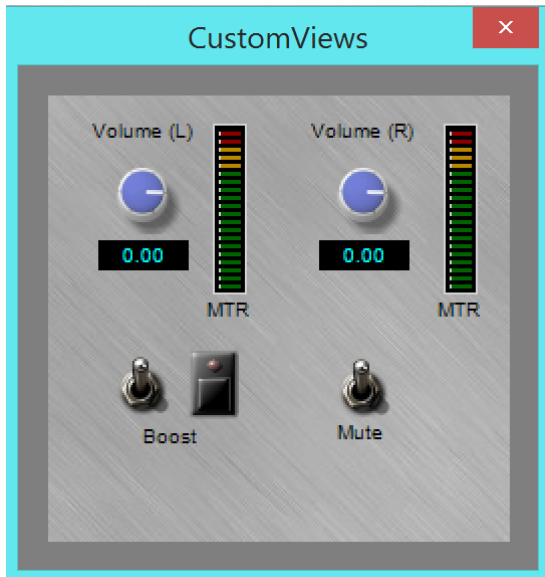 CustomViews
Volume (L)
Volume (R)
0.00
0.00
MTR
MTR
Boost
Mute